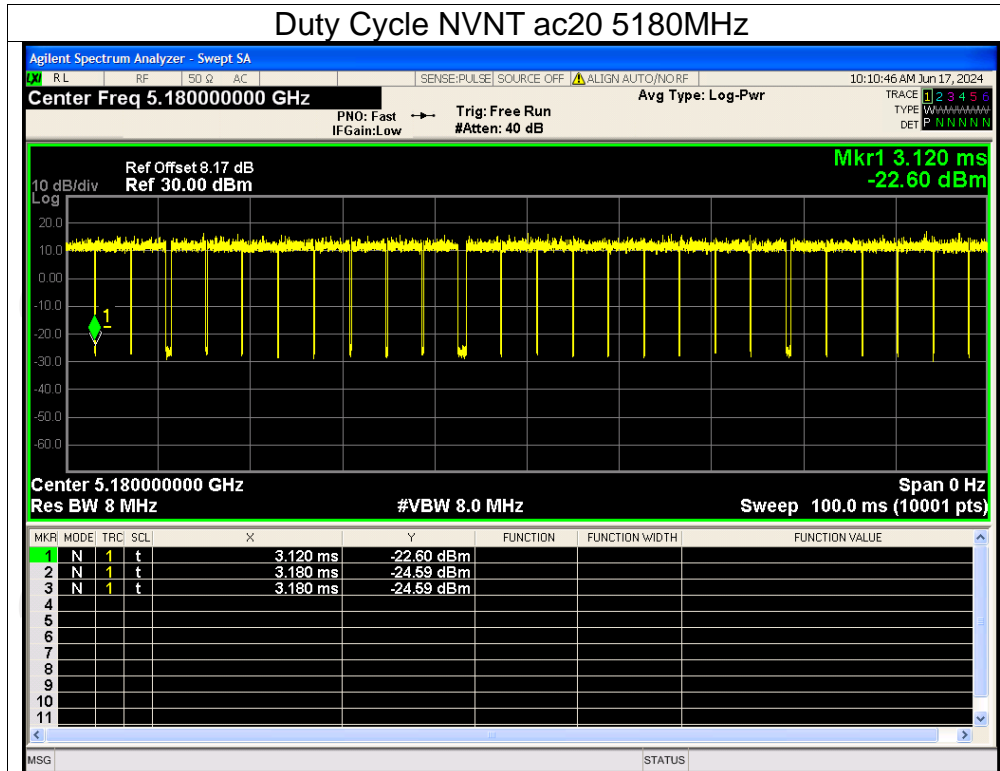 Duty Cycle NVNT ac20 5180MHz
Agilent Spectrum Analyzer - Swept SA
LXI RL RF 50 Ω AC SENSE:PULSE SOURCE OFF ALIGN AUTO/NO RF 10:10:46 AM Jun 17, 2024
Center Freq 5.180000000 GHz Avg Type: Log-Pwr TRACE 1 2 3 4 5 6
PNO: Fast Trig: Free Run TYPE WWWWWW
IFGain:Low #Atten: 40 dB DET P N N N N N
Mkr1 3.120 ms
Ref Offset 8.17 dB
10 dB/div Ref 30.00 dBm -22.60 dBm
Log
20.0
10.0
0.00
-10.0
1
-20.0
-30.0
-40.0
-50.0
-60.0
Center 5.180000000 GHz Span 0 Hz
Res BW 8 MHz #VBW 8.0 MHz Sweep 100.0 ms (10001 pts)
MKR MODE TRC SCL X Y FUNCTION FUNCTION WIDTH FUNCTION VALUE
1 N 1 t 3.120 ms -22.60 dBm
2 N 1 t 3.180 ms -24.59 dBm
3 N 1 t 3.180 ms -24.59 dBm
4
5
6
7
8
9
10
11
MSG STATUS